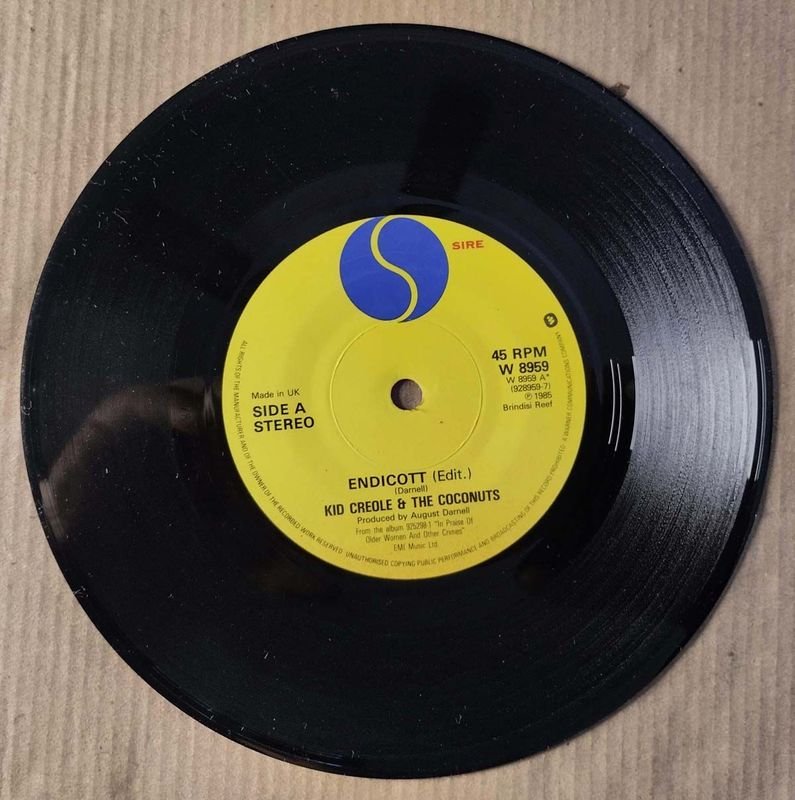 SIRE
45 RPM
W 8959
W 8959 A*
(928959-7)
℗ 1985
Brindisi Reef
Made in UK
SIDE A
STEREO
ENDICOTT (Edit.)
(Darnell)
KID CREOLE & THE COCONUTS
Produced by August Darnell
From the album 925298-1 "In Praise Of
Older Women And Other Crimes"
EMI Music Ltd
ALL RIGHTS OF THE MANUFACTURER AND OF THE OWNER OF THE RECORDED WORK RESERVED · UNAUTHORISED COPYING PUBLIC PERFORMANCE AND BROADCASTING OF THIS RECORD PROHIBITED · A WARNER COMMUNICATIONS COMPANY